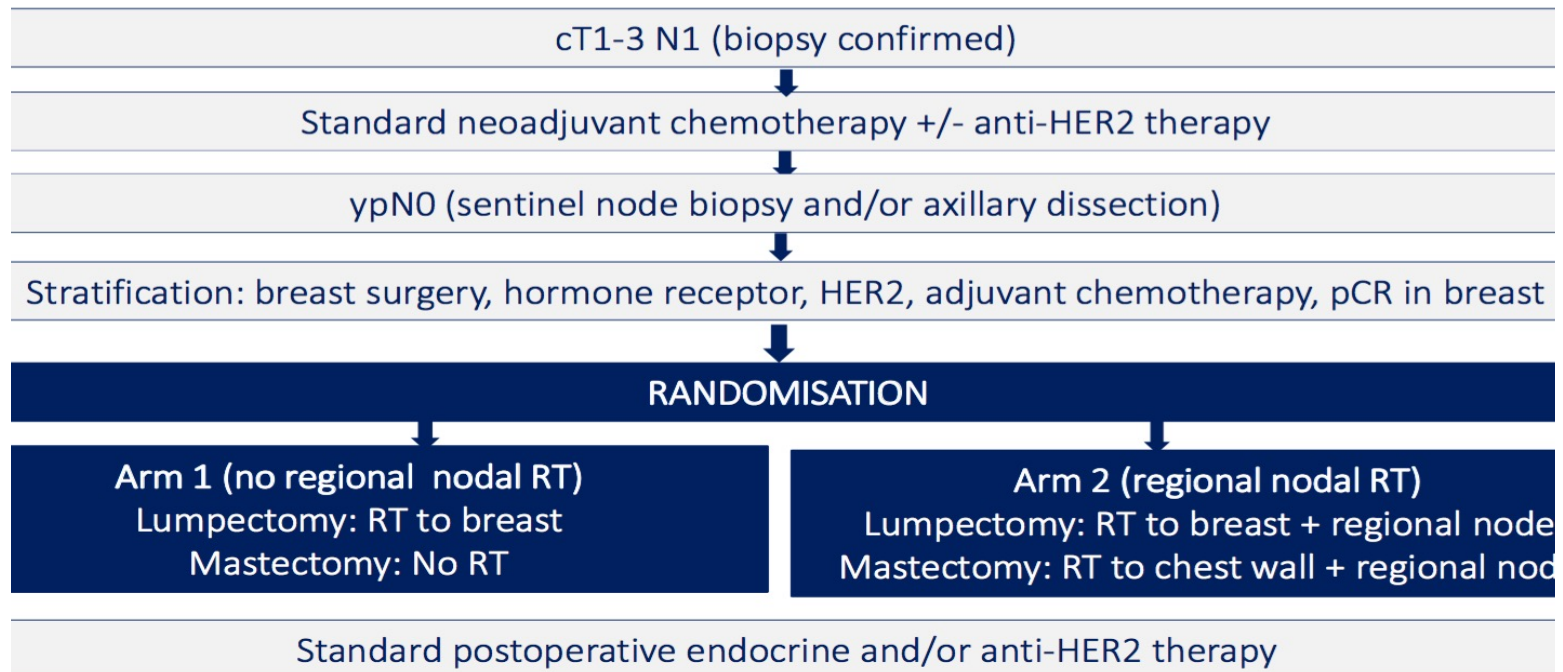 cT1-3 N1 (biopsy confirmed)
Standard neoadjuvant chemotherapy +/- anti-HER2 therapy
ypN0 (sentinel node biopsy and/or axillary dissection)
Stratification: breast surgery, hormone receptor, HER2, adjuvant chemotherapy, pCR in breast
RANDOMISATION
Arm 1 (no regional  nodal RT)
Lumpectomy: RT to breast
Mastectomy: No RT
Arm 2 (regional nodal RT)
Lumpectomy: RT to breast + regional node
Mastectomy: RT to chest wall + regional nod
Standard postoperative endocrine and/or anti-HER2 therapy